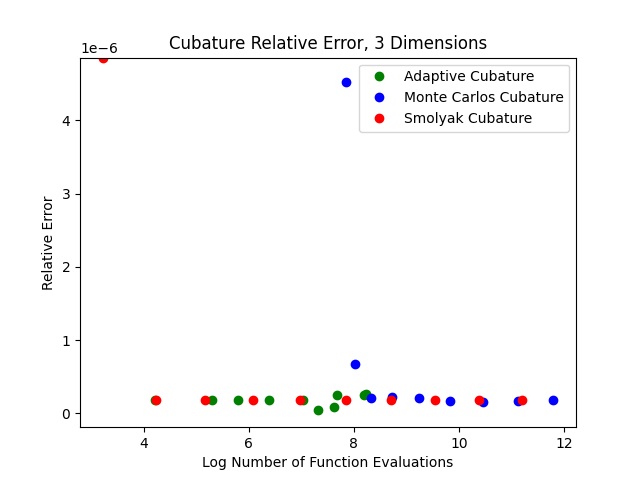 Cubature Relative Error, 3 Dimensions
1e−6
Adaptive Cubature
Monte Carlos Cubature
Smolyak Cubature
4
3
2
1
0
Relative Error
4 6 8 10 12
Log Number of Function Evaluations